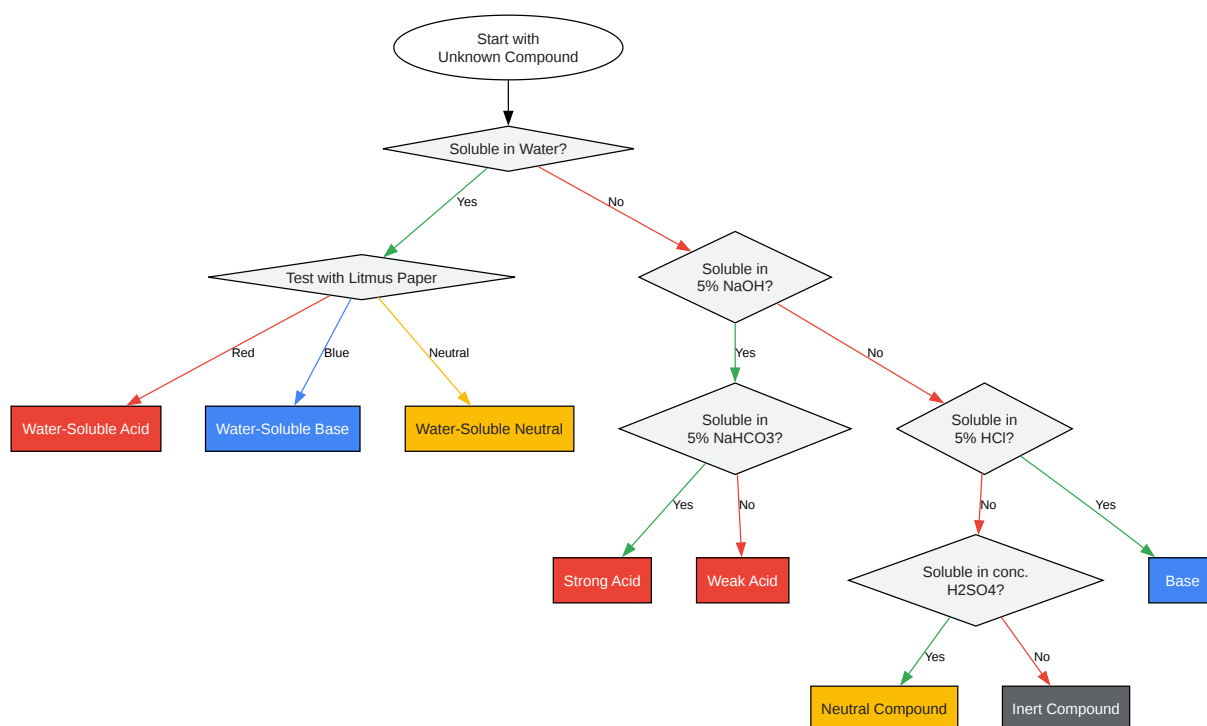 Start with
Unknown Compound
Soluble in Water?
Yes
No
Test with Litmus Paper
Soluble in
5% NaOH?
Red
Blue
Neutral
Yes
No
Water-Soluble Acid
Water-Soluble Base
Water-Soluble Neutral
Soluble in
5% NaHCO3?
Soluble in
5% HCl?
Yes
No
No
Yes
Strong Acid
Weak Acid
Soluble in conc.
H2SO4?
Base
Yes
No
Neutral Compound
Inert Compound